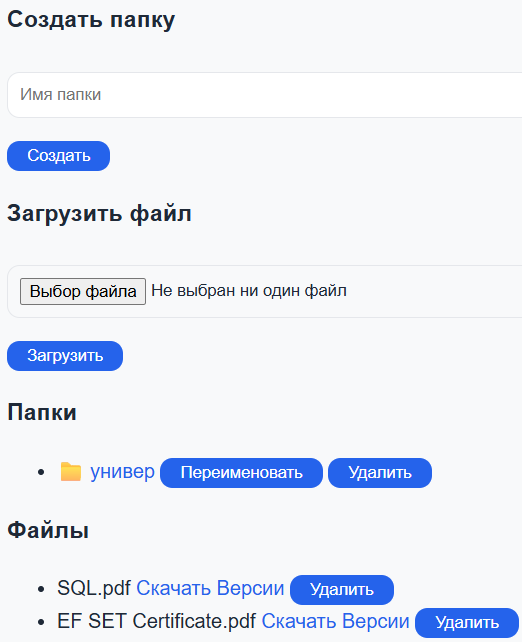 Создать папку
Имя папки
Создать
Загрузить файл
Выбор файла Не выбран ни один файл
Загрузить
Папки
универ Переименовать Удалить
Файлы
SQL.pdf Скачать Версии Удалить
EF SET Certificate.pdf Скачать Версии Удалить